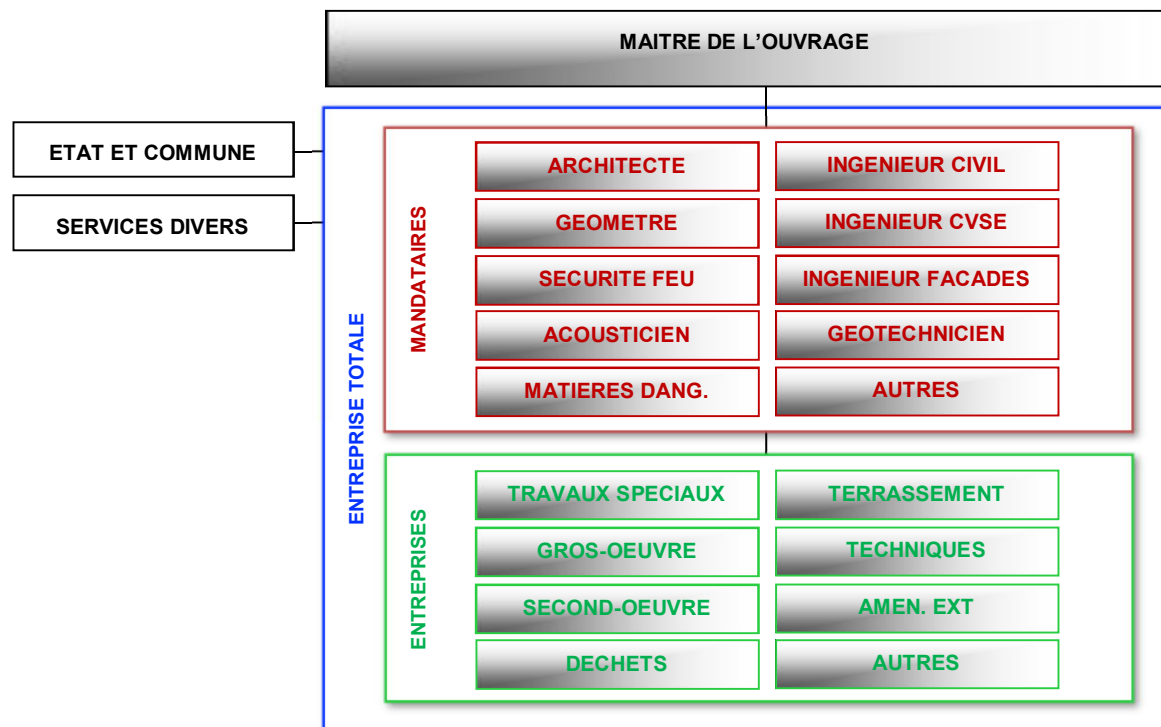 MAITRE DE L’OUVRAGE
ETAT ET COMMUNE
SERVICES DIVERS
ENTREPRISE TOTALE
MANDATAIRES
ARCHITECTE
INGENIEUR CIVIL
GEOMETRE
INGENIEUR CVSE
SECURITE FEU
INGENIEUR FACADES
ACOUSTICIEN
GEOTECHNICIEN
MATIERES DANG.
AUTRES
ENTREPRISES
TRAVAUX SPECIAUX
TERRASSEMENT
GROS-OEUVRE
TECHNIQUES
SECOND-OEUVRE
AMEN. EXT
DECHETS
AUTRES